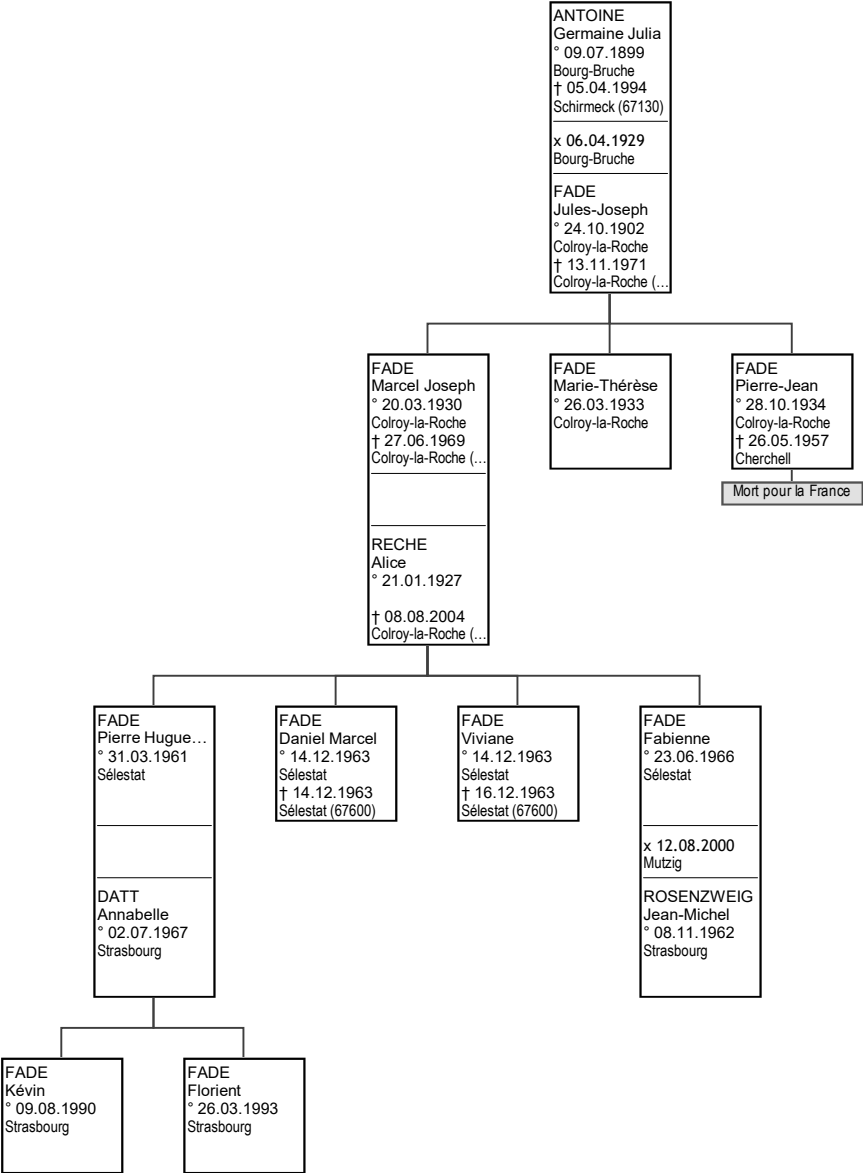 ANTOINE
Germaine Julia
° 09.07.1899
Bourg-Bruche
† 05.04.1994
Schirmeck (67130)
x 06.04.1929
Bourg-Bruche
FADE
Jules-Joseph
° 24.10.1902
Colroy-la-Roche
† 13.11.1971
Colroy-la-Roche (…
FADE
Marcel Joseph
° 20.03.1930
Colroy-la-Roche
† 27.06.1969
Colroy-la-Roche (…
RECHE
Alice
° 21.01.1927
† 08.08.2004
Colroy-la-Roche (…
FADE
Marie-Thérèse
° 26.03.1933
Colroy-la-Roche
FADE
Pierre-Jean
° 28.10.1934
Colroy-la-Roche
† 26.05.1957
Cherchell
Mort pour la France
FADE
Pierre Hugue…
° 31.03.1961
Sélestat
DATT
Annabelle
° 02.07.1967
Strasbourg
FADE
Daniel Marcel
° 14.12.1963
Sélestat
† 14.12.1963
Sélestat (67600)
FADE
Viviane
° 14.12.1963
Sélestat
† 16.12.1963
Sélestat (67600)
FADE
Fabienne
° 23.06.1966
Sélestat
x 12.08.2000
Mutzig
ROSENZWEIG
Jean-Michel
° 08.11.1962
Strasbourg
FADE
Kévin
° 09.08.1990
Strasbourg
FADE
Florient
° 26.03.1993
Strasbourg